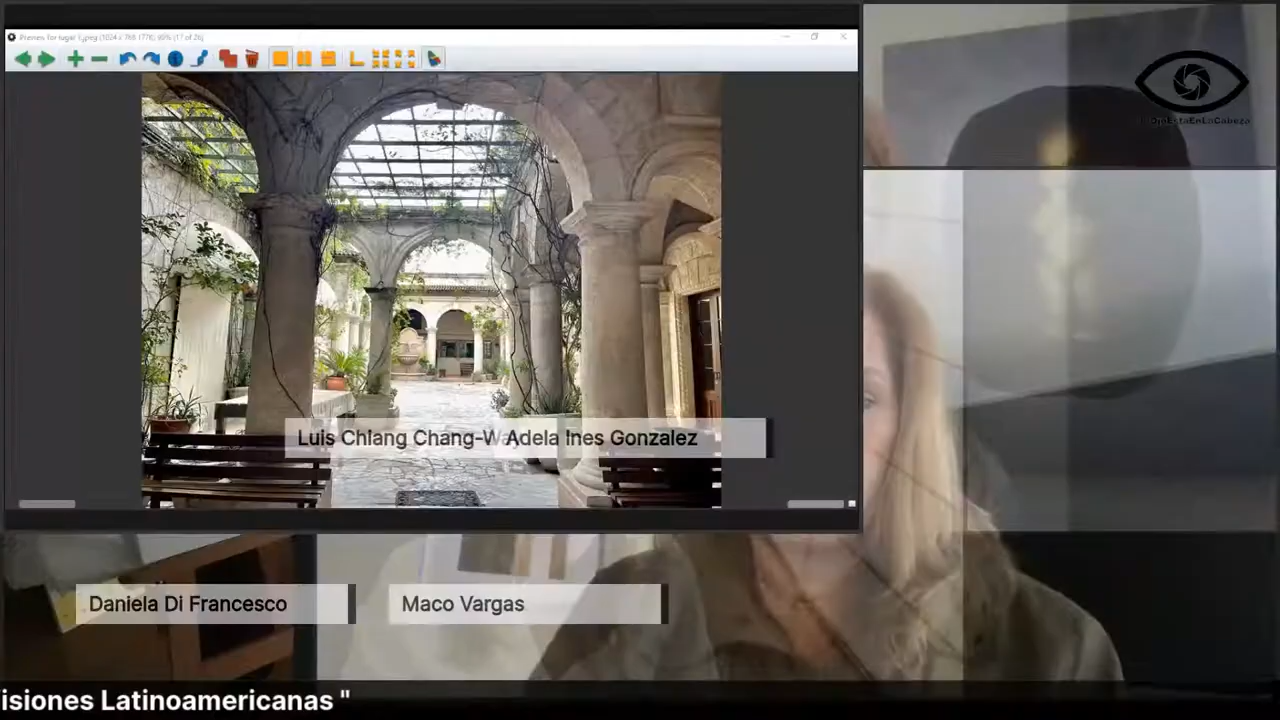 Luis Chiang Chang-W
Adela Ines Gonzalez
Daniela Di Francesco
Maco Vargas
isiones Latinoamericanas "